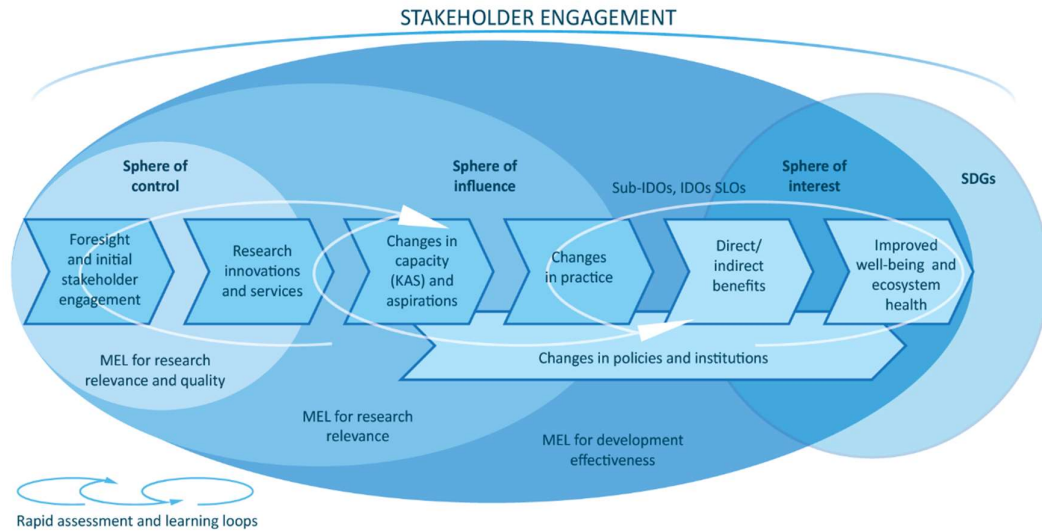 STAKEHOLDER ENGAGEMENT
Sphere of
control
Sphere of
influence
Sub-IDOs, IDOs SLOs
Sphere of
interest
SDGs
Foresight
and initial
stakeholder
engagement
Research
innovations
and services
Changes in
capacity
(KAS) and
aspirations
Changes
in practice
Direct/
indirect
benefits
Improved
well-being and
ecosystem
health
Changes in policies and institutions
MEL for research
relevance and quality
MEL for research
relevance
MEL for development
effectiveness
Rapid assessment and learning loops